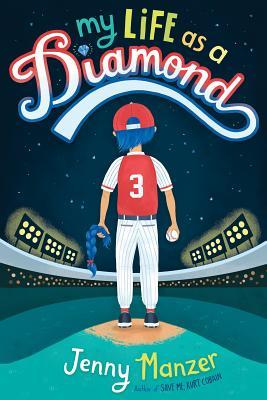 my LiFE as a
Diamond
3
Jenny Manzer
Author of SAVE ME, KURT COBAIN